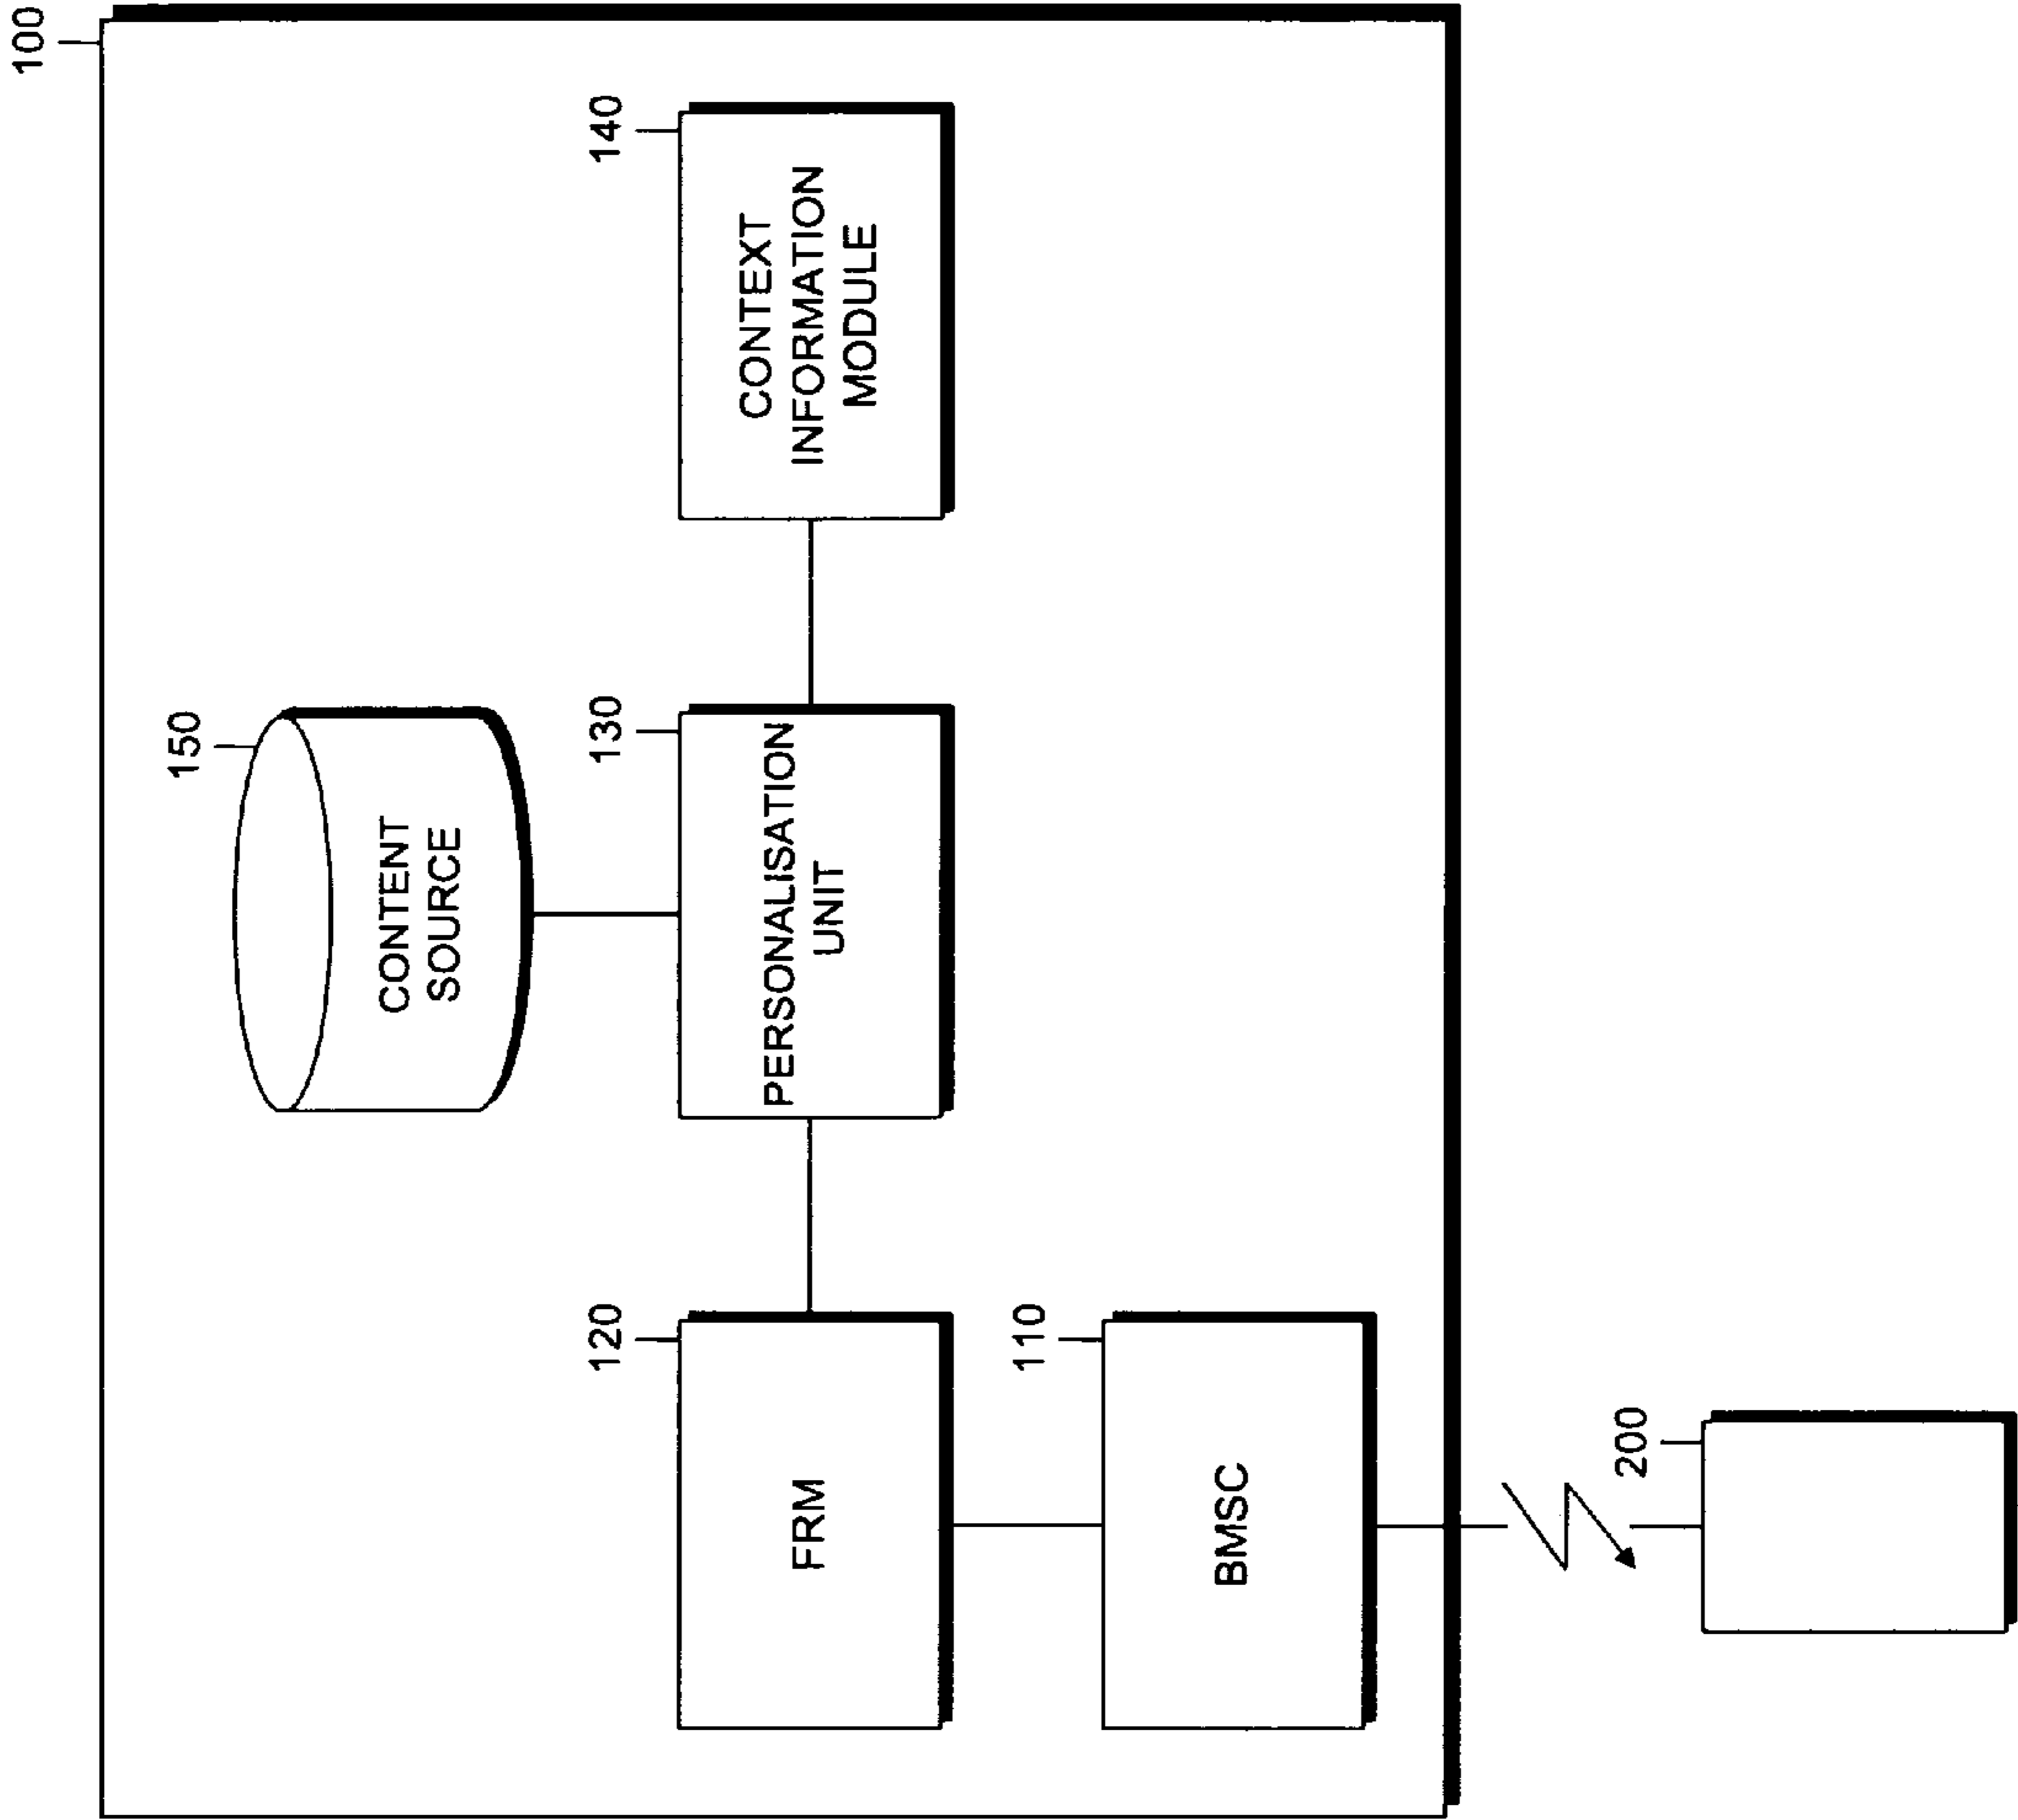 100
150
CONTENT
SOURCE
120
130
140
FRM
PERSONALISATION
UNIT
CONTEXT
INFORMATION
MODULE
110
BMSC
200